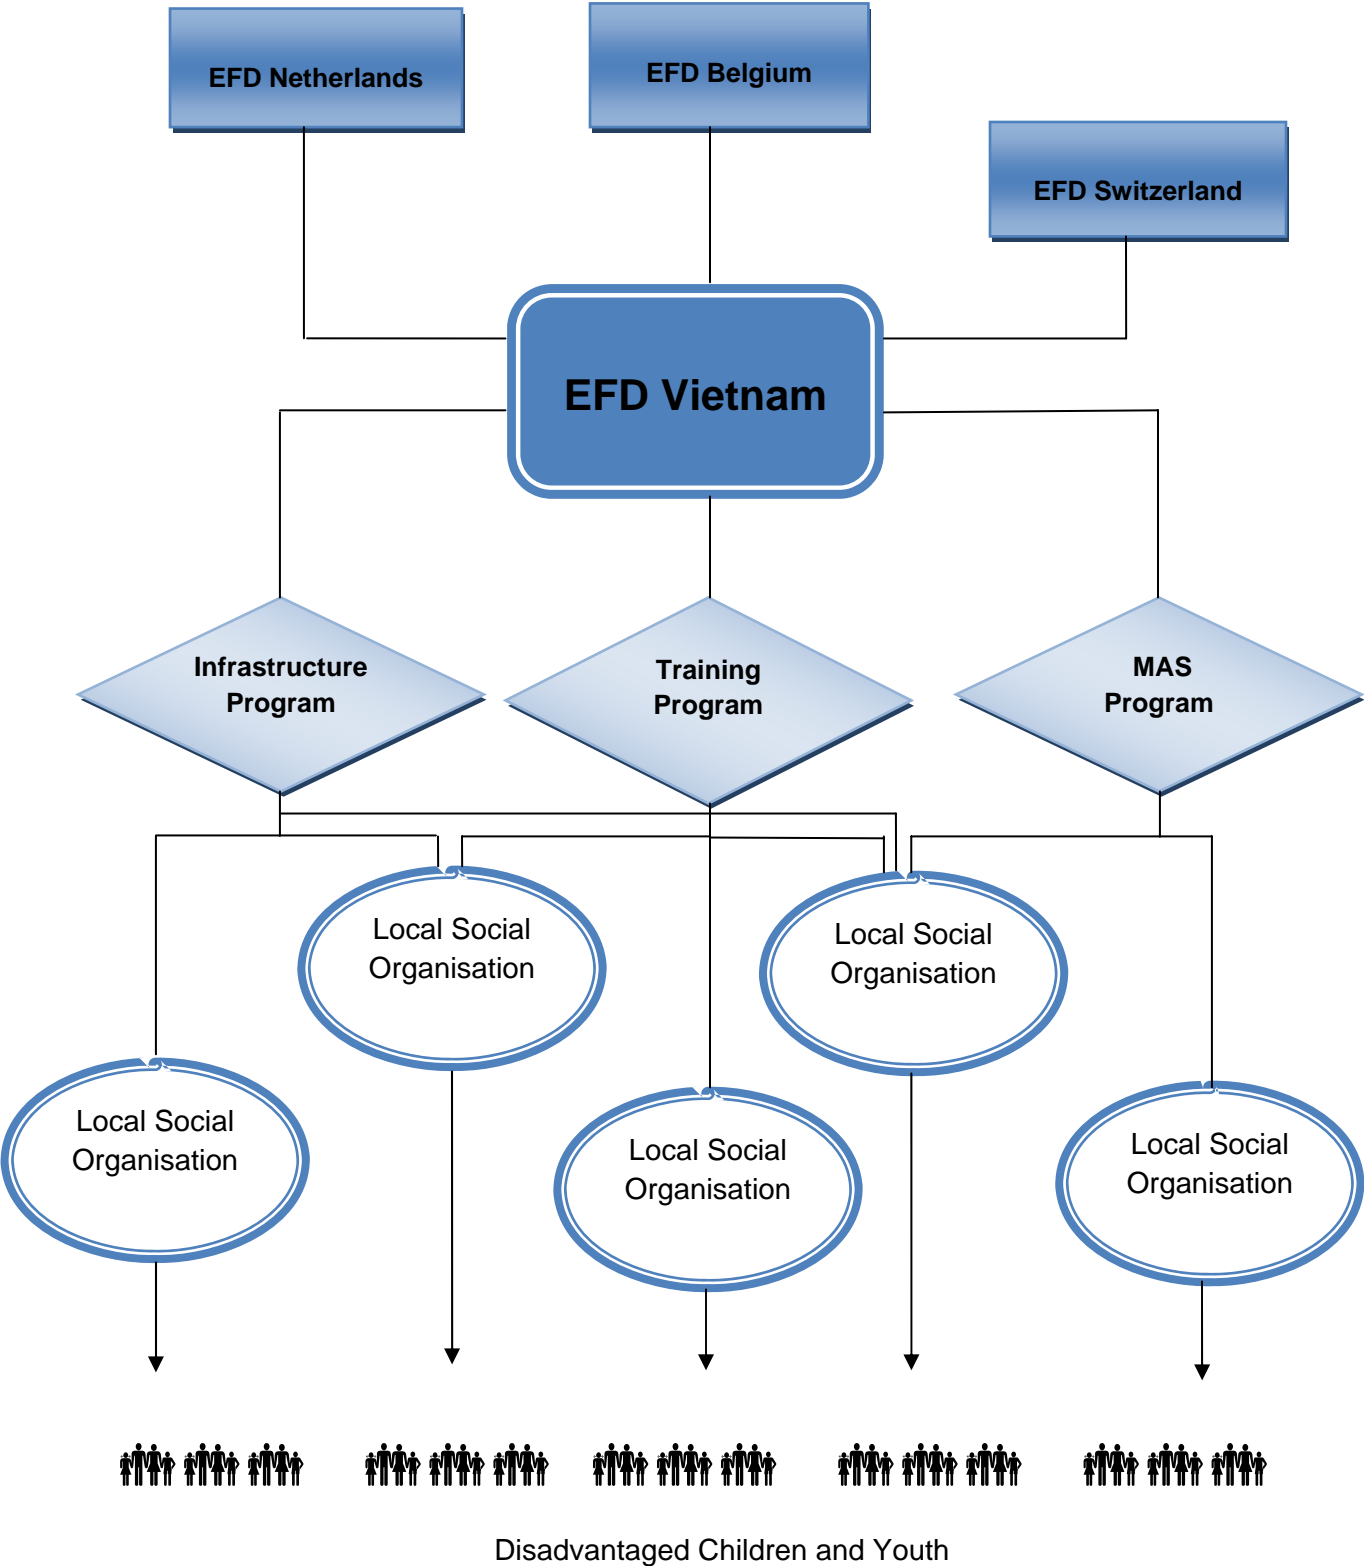 EFD Netherlands
EFD Belgium
EFD Switzerland
EFD Vietnam
Infrastructure
Program
Training
Program
MAS
Program
Local Social
Organisation
Local Social
Organisation
Local Social
Organisation
Local Social
Organisation
Local Social
Organisation
Disadvantaged Children and Youth